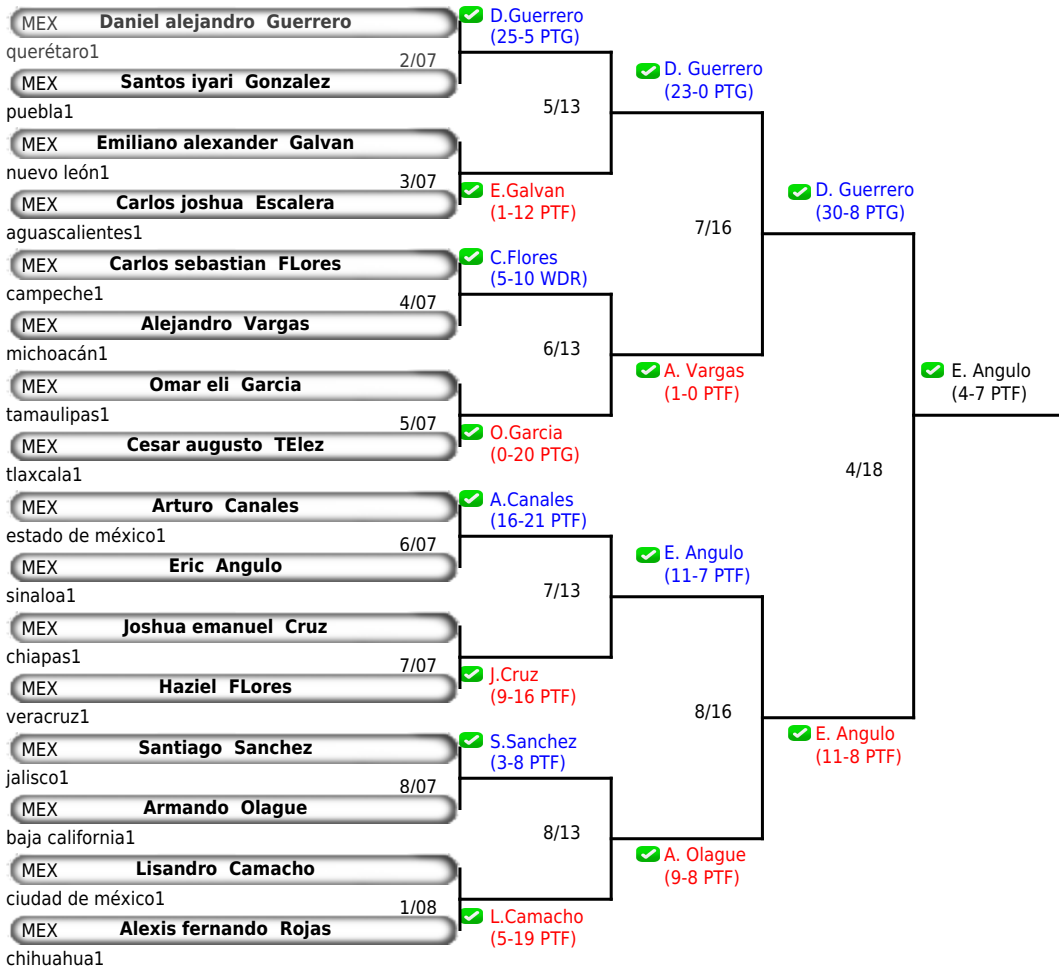 MEX Daniel alejandro Guerrero
querétaro1
2/07
MEX Santos iyari Gonzalez
puebla1
MEX Emiliano alexander Galvan
nuevo león1
3/07
MEX Carlos joshua Escalera
aguascalientes1
MEX Carlos sebastian FLores
campeche1
4/07
MEX Alejandro Vargas
michoacán1
MEX Omar eli Garcia
tamaulipas1
5/07
MEX Cesar augusto TElez
tlaxcala1
MEX Arturo Canales
estado de méxico1
6/07
MEX Eric Angulo
sinaloa1
MEX Joshua emanuel Cruz
chiapas1
7/07
MEX Haziel FLores
veracruz1
MEX Santiago Sanchez
jalisco1
8/07
MEX Armando Olague
baja california1
MEX Lisandro Camacho
ciudad de méxico1
1/08
MEX Alexis fernando Rojas
chihuahua1
D.Guerrero
(25-5 PTG)
5/13
E.Galvan
(1-12 PTF)
C.Flores
(5-10 WDR)
6/13
O.Garcia
(0-20 PTG)
A.Canales
(16-21 PTF)
7/13
J.Cruz
(9-16 PTF)
S.Sanchez
(3-8 PTF)
8/13
L.Camacho
(5-19 PTF)
D. Guerrero
(23-0 PTG)
7/16
A. Vargas
(1-0 PTF)
E. Angulo
(11-7 PTF)
8/16
A. Olague
(9-8 PTF)
D. Guerrero
(30-8 PTG)
4/18
E. Angulo
(11-8 PTF)
E. Angulo
(4-7 PTF)